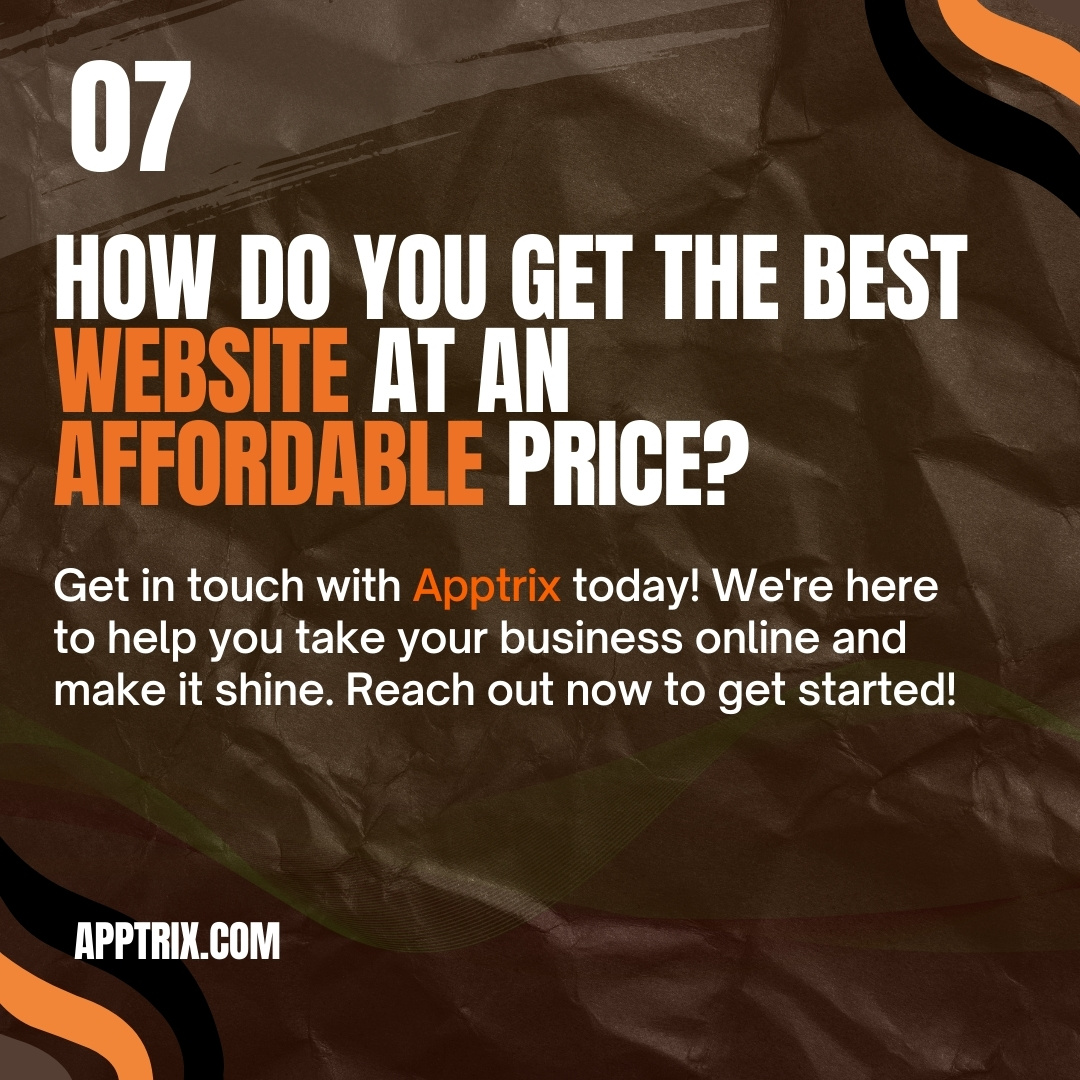 07
HOW DO YOU GET THE BEST
WEBSITE AT AN
AFFORDABLE PRICE?
Get in touch with Apptrix today! We're here
to help you take your business online and
make it shine. Reach out now to get started!
APPTRIX.COM